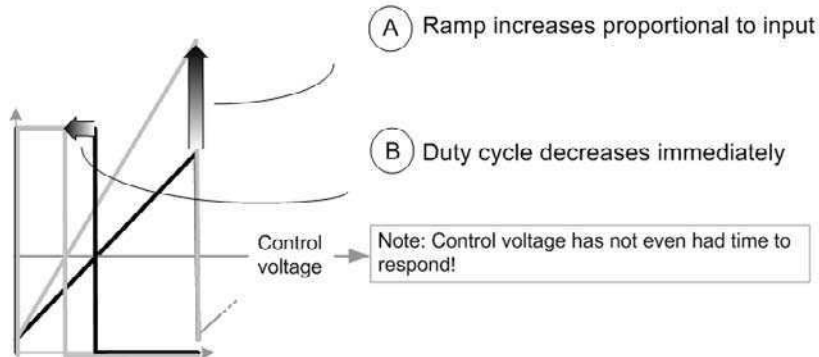 A Ramp increases proportional to input
B Duty cycle decreases immediately
Control
voltage
Note: Control voltage has not even had time to
respond!